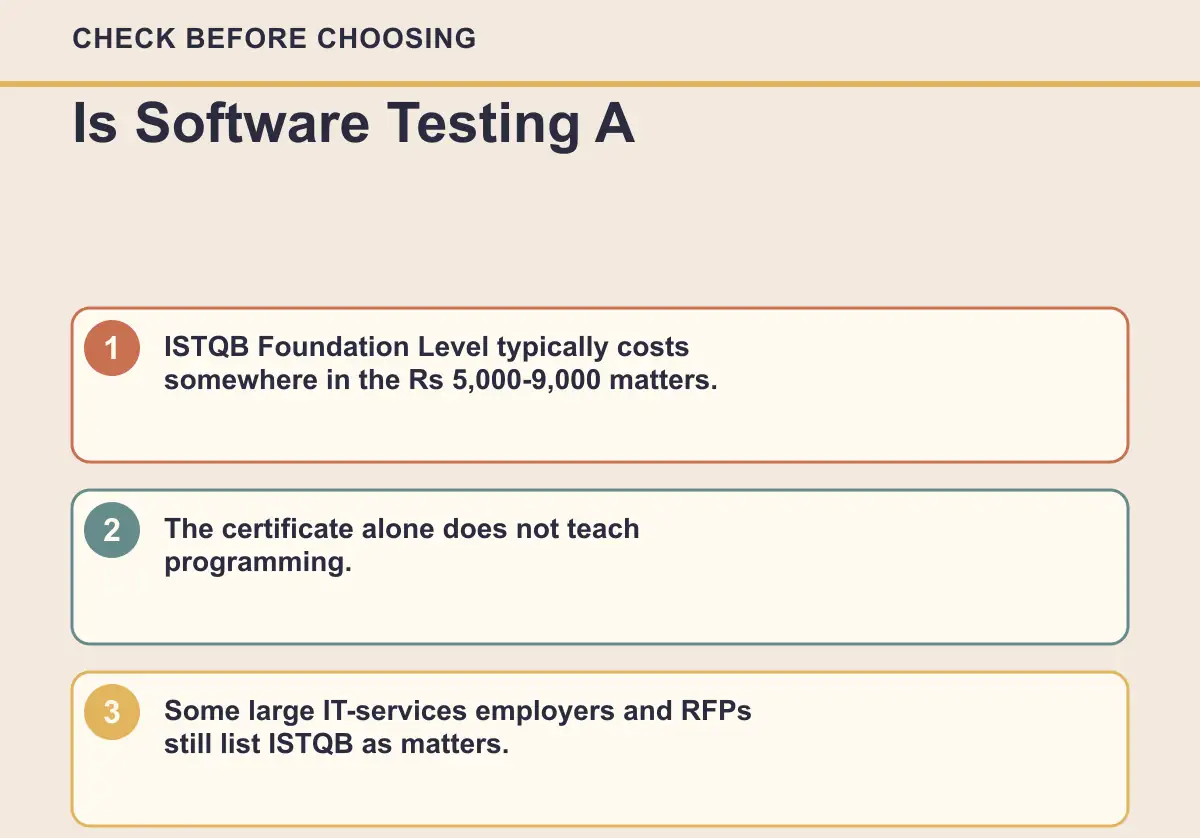 CHECK BEFORE CHOOSING
Is Software Testing A
1
ISTQB Foundation Level typically costs
somewhere in the Rs 5,000-9,000 matters.
2
The certificate alone does not teach
programming.
3
Some large IT-services employers and RFPs
still list ISTQB as matters.